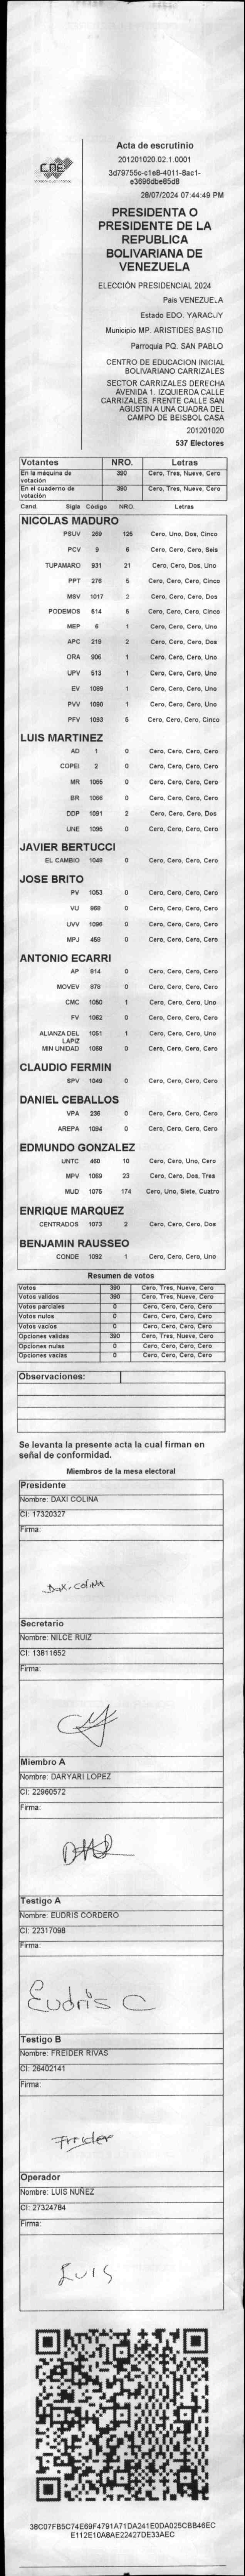 CNE
Acta de escrutinio
201201020.02.1.0001
3d79755c-c1e8-4011-8ac1-
e3696dbe85d8
28/07/2024 07:44:49 PM
PRESIDENTA O
PRESIDENTE DE LA
REPUBLICA
BOLIVARIANA DE
VENEZUELA
ELECCIÓN PRESIDENCIAL 2024
Pais VENEZUELA
Estado EDO. YARACUY
Municipio MP. ARISTIDES BASTID
Parroquia PQ. SAN PABLO
CENTRO DE EDUCACION INICIAL
BOLIVARIANO CARRIZALES
SECTOR CARRIZALES DERECHA
AVENIDA 1. IZQUIERDA CALLE
CARRIZALES. FRENTE CALLE SAN
AGUSTIN A UNA CUADRA DEL
CAMPO DE BEISBOL CASA
201201020
537 Electores
Votantes NRO. Letras
En la máquina de votación 390 Cero, Tres, Nueve, Cero
En el cuaderno de votación 390 Cero, Tres, Nueve, Cero
Cand. Sigla Código NRO. Letras
NICOLAS MADURO
PSUV 269 125 Cero, Uno, Dos, Cinco
PCV 9 6 Cero, Cero, Cero, Seis
TUPAMARO 931 21 Cero, Cero, Dos, Uno
PPT 276 5 Cero, Cero, Cero, Cinco
MSV 1017 2 Cero, Cero, Cero, Dos
PODEMOS 514 5 Cero, Cero, Cero, Cinco
MEP 6 1 Cero, Cero, Cero, Uno
APC 219 2 Cero, Cero, Cero, Dos
ORA 906 1 Cero, Cero, Cero, Uno
UPV 513 1 Cero, Cero, Cero, Uno
EV 1099 1 Cero, Cero, Cero, Uno
PVV 1090 1 Cero, Cero, Cero, Uno
PFV 1093 5 Cero, Cero, Cero, Cinco
LUIS MARTINEZ
AD 1 0 Cero, Cero, Cero, Cero
COPEI 2 0 Cero, Cero, Cero, Cero
MR 1065 0 Cero, Cero, Cero, Cero
BR 1066 0 Cero, Cero, Cero, Cero
DDP 1091 2 Cero, Cero, Cero, Dos
UNE 1095 0 Cero, Cero, Cero, Cero
JAVIER BERTUCCI
EL CAMBIO 1048 0 Cero, Cero, Cero, Cero
JOSE BRITO
PV 1053 0 Cero, Cero, Cero, Cero
VU 968 0 Cero, Cero, Cero, Cero
UVV 1096 0 Cero, Cero, Cero, Cero
MPJ 458 0 Cero, Cero, Cero, Cero
ANTONIO ECARRI
AP 914 0 Cero, Cero, Cero, Cero
MOVEV 878 0 Cero, Cero, Cero, Cero
CMC 1050 1 Cero, Cero, Cero, Uno
FV 1062 0 Cero, Cero, Cero, Cero
ALIANZA DEL LAPIZ 1051 1 Cero, Cero, Cero, Uno
MIN UNIDAD 1068 0 Cero, Cero, Cero, Cero
CLAUDIO FERMIN
SPV 1049 0 Cero, Cero, Cero, Cero
DANIEL CEBALLOS
VPA 236 0 Cero, Cero, Cero, Cero
AREPA 1084 0 Cero, Cero, Cero, Cero
EDMUNDO GONZALEZ
UNTC 460 10 Cero, Cero, Uno, Cero
MPV 1069 23 Cero, Cero, Dos, Tres
MUD 1075 174 Cero, Uno, Siete, Cuatro
ENRIQUE MARQUEZ
CENTRADOS 1073 2 Cero, Cero, Cero, Dos
BENJAMIN RAUSSEO
CONDE 1092 1 Cero, Cero, Cero, Uno
Resumen de votos
Votos 390 Cero, Tres, Nueve, Cero
Votos válidos 390 Cero, Tres, Nueve, Cero
Votos parciales 0 Cero, Cero, Cero, Cero
Votos nulos 0 Cero, Cero, Cero, Cero
Votos vacíos 0 Cero, Cero, Cero, Cero
Opciones validas 390 Cero, Tres, Nueve, Cero
Opciones nulas 0 Cero, Cero, Cero, Cero
Opciones vacías 0 Cero, Cero, Cero, Cero
Observaciones:
Se levanta la presente acta la cual firman en
señal de conformidad.
Miembros de la mesa electoral
Presidente
Nombre: DAXI COLINA
CI: 17320327
Firma:
Daxi colina
Secretario
Nombre: NILCE RUIZ
CI: 13811652
Firma:
Miembro A
Nombre: DARYARI LOPEZ
CI: 22960572
Firma:
Testigo A
Nombre: EUDRIS CORDERO
CI: 22317098
Firma:
Eudris C
Testigo B
Nombre: FREIDER RIVAS
CI: 26402141
Firma:
Freider
Operador
Nombre: LUIS NUÑEZ
CI: 27324784
Firma:
LUIS
38C07FB5C74E69F4791A71DA241E0DA025CBB46EC
E112E10A8AE22427DE33AEC